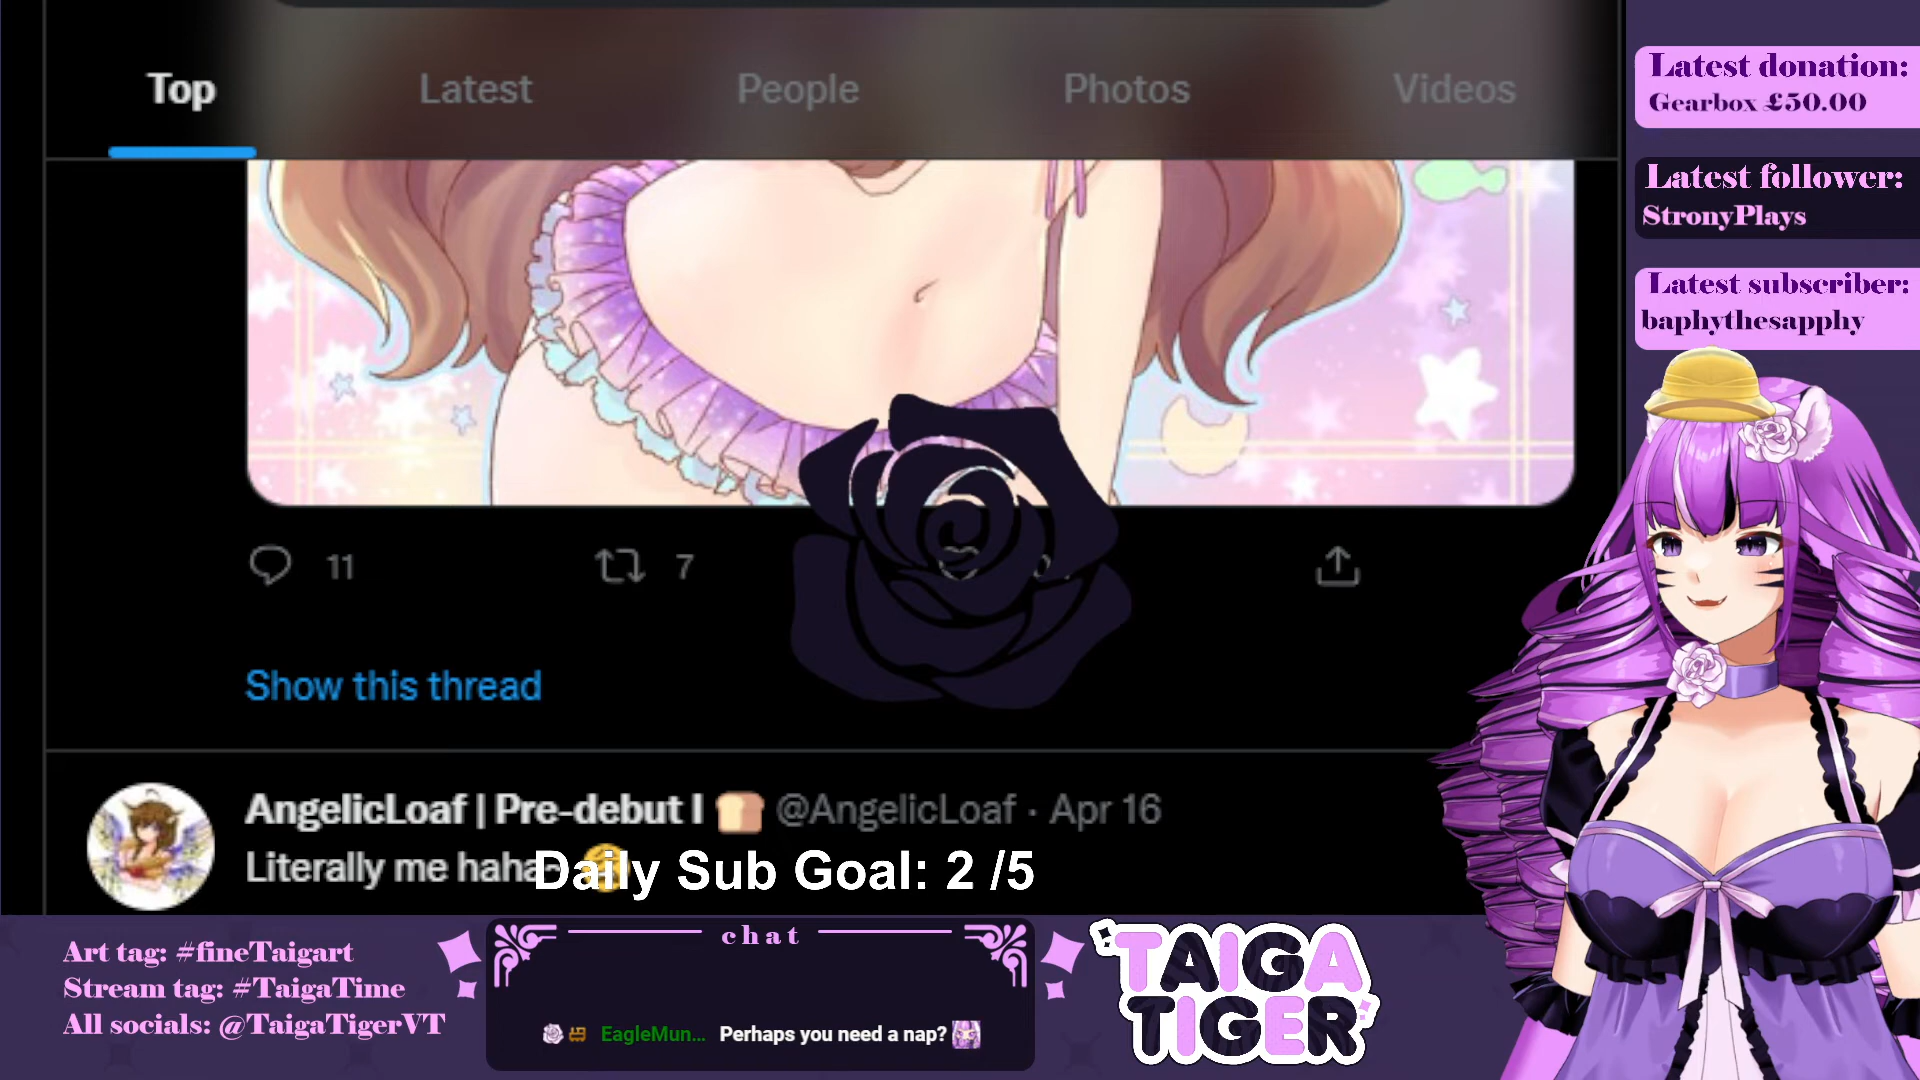 Top
Latest
People
Photos
Videos
11
7
Show this thread
AngelicLoaf | Pre-debut I
@AngelicLoaf · Apr 16
Literally me haha
Daily Sub Goal: 2 /5
Latest donation:
Gearbox £50.00
Latest follower:
StronyPlays
Latest subscriber:
baphythesapphy
Art tag: #fineTaigart
Stream tag: #TaigaTime
All socials: @TaigaTigerVT
chat
EagleMun... Perhaps you need a nap?
TAIGA
TIGER